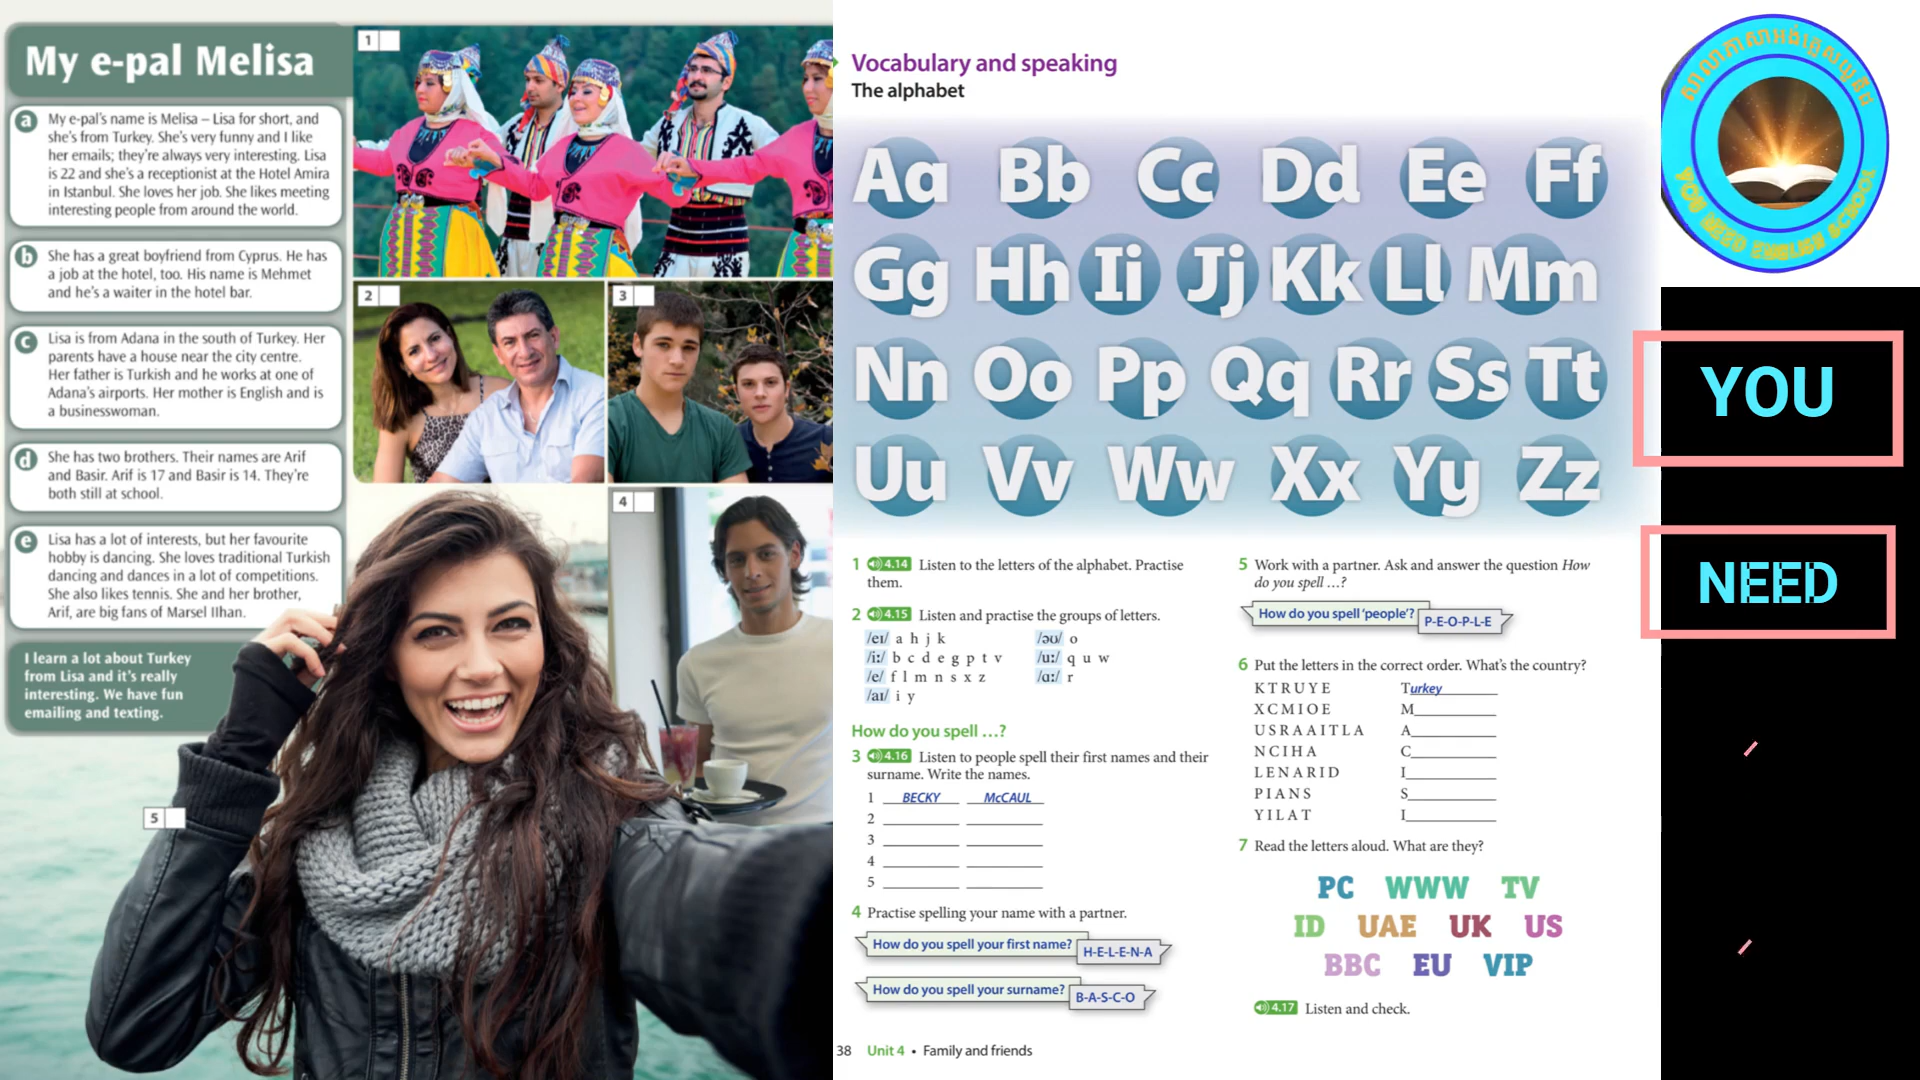 My e-pal Melisa
a
My e-pal's name is Melisa – Lisa for short, and
she's from Turkey. She's very funny and I like
her emails; they're always very interesting. Lisa
is 22 and she's a receptionist at the Hotel Amira
in Istanbul. She loves her job. She likes meeting
interesting people from around the world.
b
She has a great boyfriend from Cyprus. He has
a job at the hotel, too. His name is Mehmet
and he's a waiter in the hotel bar.
c
Lisa is from Adana in the south of Turkey. Her
parents have a house near the city centre.
Her father is Turkish and he works at one of
Adana's airports. Her mother is English and is
a businesswoman.
d
She has two brothers. Their names are Arif
and Basir. Arif is 17 and Basir is 14. They're
both still at school.
e
Lisa has a lot of interests, but her favourite
hobby is dancing. She loves traditional Turkish
dancing and dances in a lot of competitions.
She also likes tennis. She and her brother,
Arif, are big fans of Marsel Ilhan.
I learn a lot about Turkey
from Lisa and it's really
interesting. We have fun
emailing and texting.
1
2
3
4
5
Vocabulary and speaking
The alphabet
Aa Bb Cc Dd Ee Ff
Gg Hh Ii Jj Kk Ll Mm
Nn Oo Pp Qq Rr Ss Tt
Uu Vv Ww Xx Yy Zz
1 4.14 Listen to the letters of the alphabet. Practise
them.
2 4.15 Listen and practise the groups of letters.
/eɪ/ a h j k
/iː/ b c d e g p t v
/e/ f l m n s x z
/aɪ/ i y
/əʊ/ o
/uː/ q u w
/ɑː/ r
How do you spell …?
3 4.16 Listen to people spell their first names and their
surname. Write the names.
1 BECKY McCAUL
2
3
4
5
4 Practise spelling your name with a partner.
How do you spell your first name?
H-E-L-E-N-A
How do you spell your surname?
B-A-S-C-O
5 Work with a partner. Ask and answer the question How
do you spell …?
How do you spell 'people'?
P-E-O-P-L-E
6 Put the letters in the correct order. What's the country?
K T R U Y E Turkey
X C M I O E M
U S R A A I T L A A
N C I H A C
L E N A R I D I
P I A N S S
Y I L A T I
7 Read the letters aloud. What are they?
PC WWW TV
ID UAE UK US
BBC EU VIP
4.17 Listen and check.
38 Unit 4 • Family and friends
YOU NEED ENGLISH SCHOOL
YOU
NEED